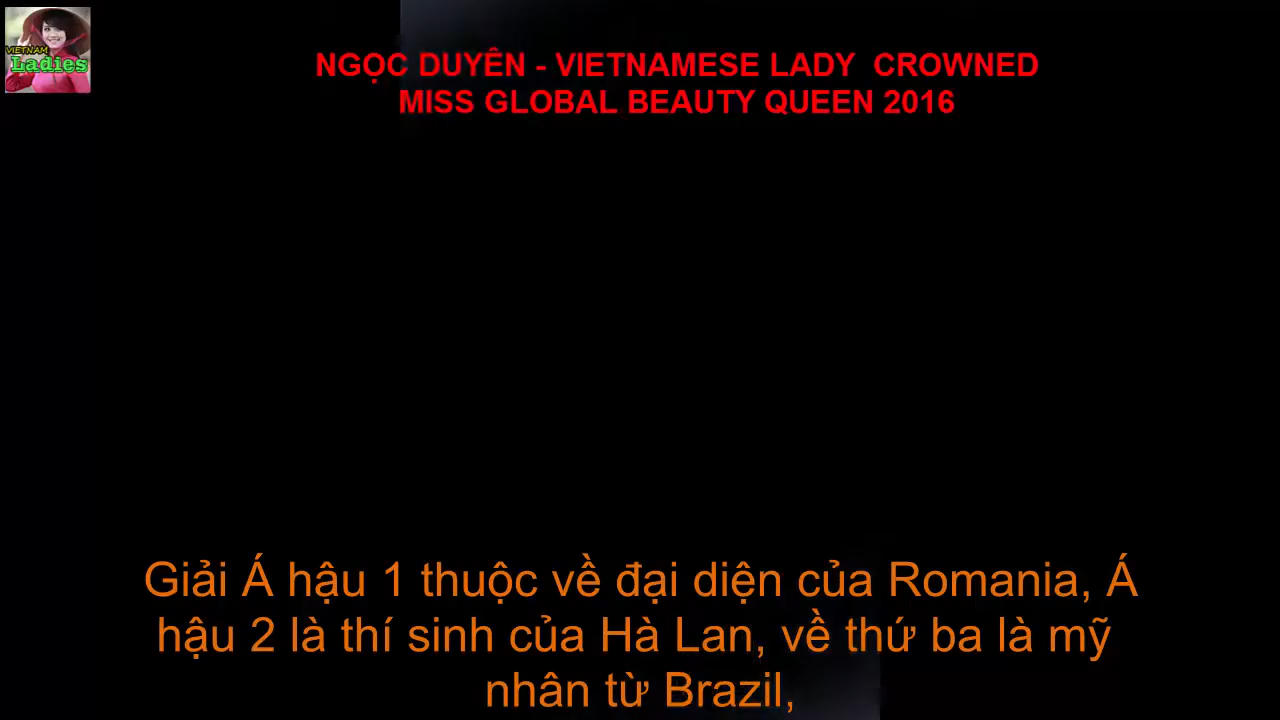 VIETNAM
Ladies
NGỌC DUYÊN - VIETNAMESE LADY CROWNED
MISS GLOBAL BEAUTY QUEEN 2016
Giải Á hậu 1 thuộc về đại diện của Romania, Á
hậu 2 là thí sinh của Hà Lan, về thứ ba là mỹ
nhân từ Brazil,